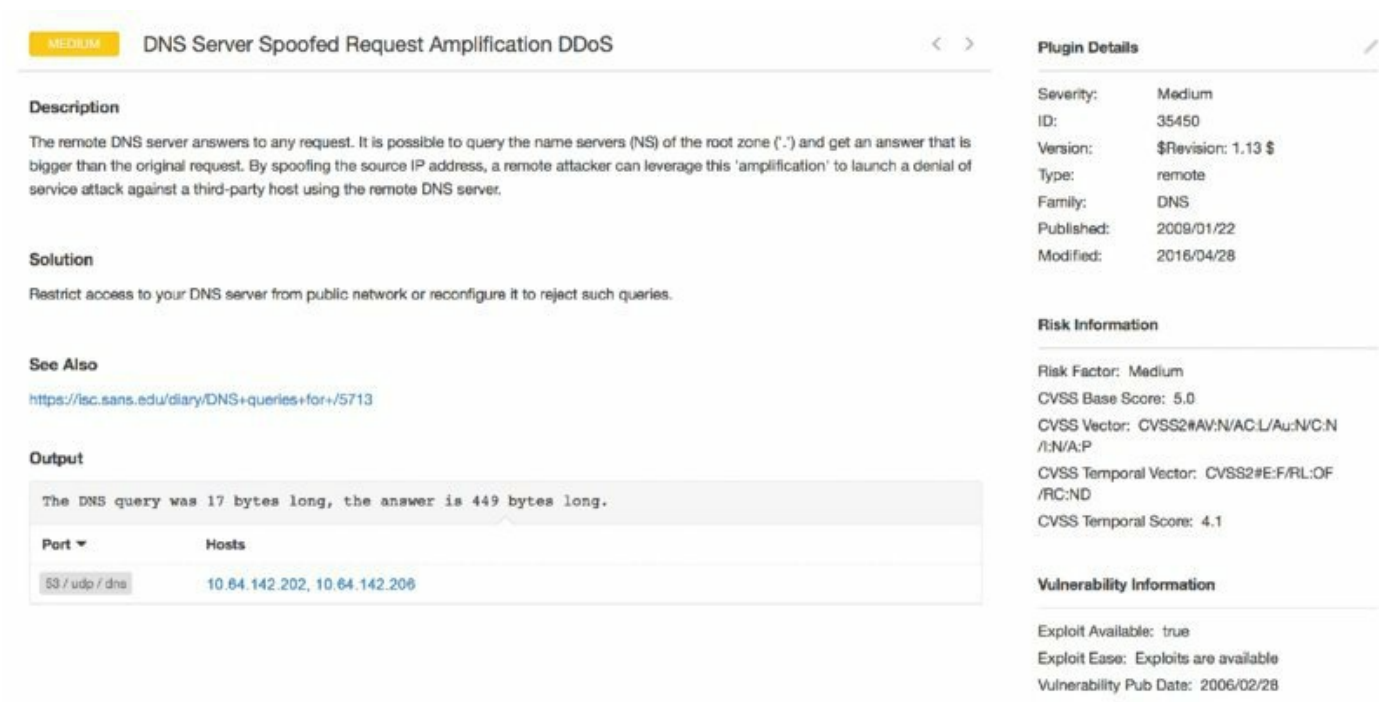 MEDIUM
DNS Server Spoofed Request Amplification DDoS
< >
Description
The remote DNS server answers to any request. It is possible to query the name servers (NS) of the root zone ('.') and get an answer that is
bigger than the original request. By spoofing the source IP address, a remote attacker can leverage this 'amplification' to launch a denial of
service attack against a third-party host using the remote DNS server.
Solution
Restrict access to your DNS server from public network or reconfigure it to reject such queries.
See Also
https://isc.sans.edu/diary/DNS+queries+for+/5713
Output
The DNS query was 17 bytes long, the answer is 449 bytes long.
Port Hosts
53 / udp / dns 10.64.142.202, 10.64.142.206
Plugin Details
Severity: Medium
ID: 35450
Version: $Revision: 1.13 $
Type: remote
Family: DNS
Published: 2009/01/22
Modified: 2016/04/28
Risk Information
Risk Factor: Medium
CVSS Base Score: 5.0
CVSS Vector: CVSS2#AV:N/AC:L/Au:N/C:N
/I:N/A:P
CVSS Temporal Vector: CVSS2#E:F/RL:OF
/RC:ND
CVSS Temporal Score: 4.1
Vulnerability Information
Exploit Available: true
Exploit Ease: Exploits are available
Vulnerability Pub Date: 2006/02/28